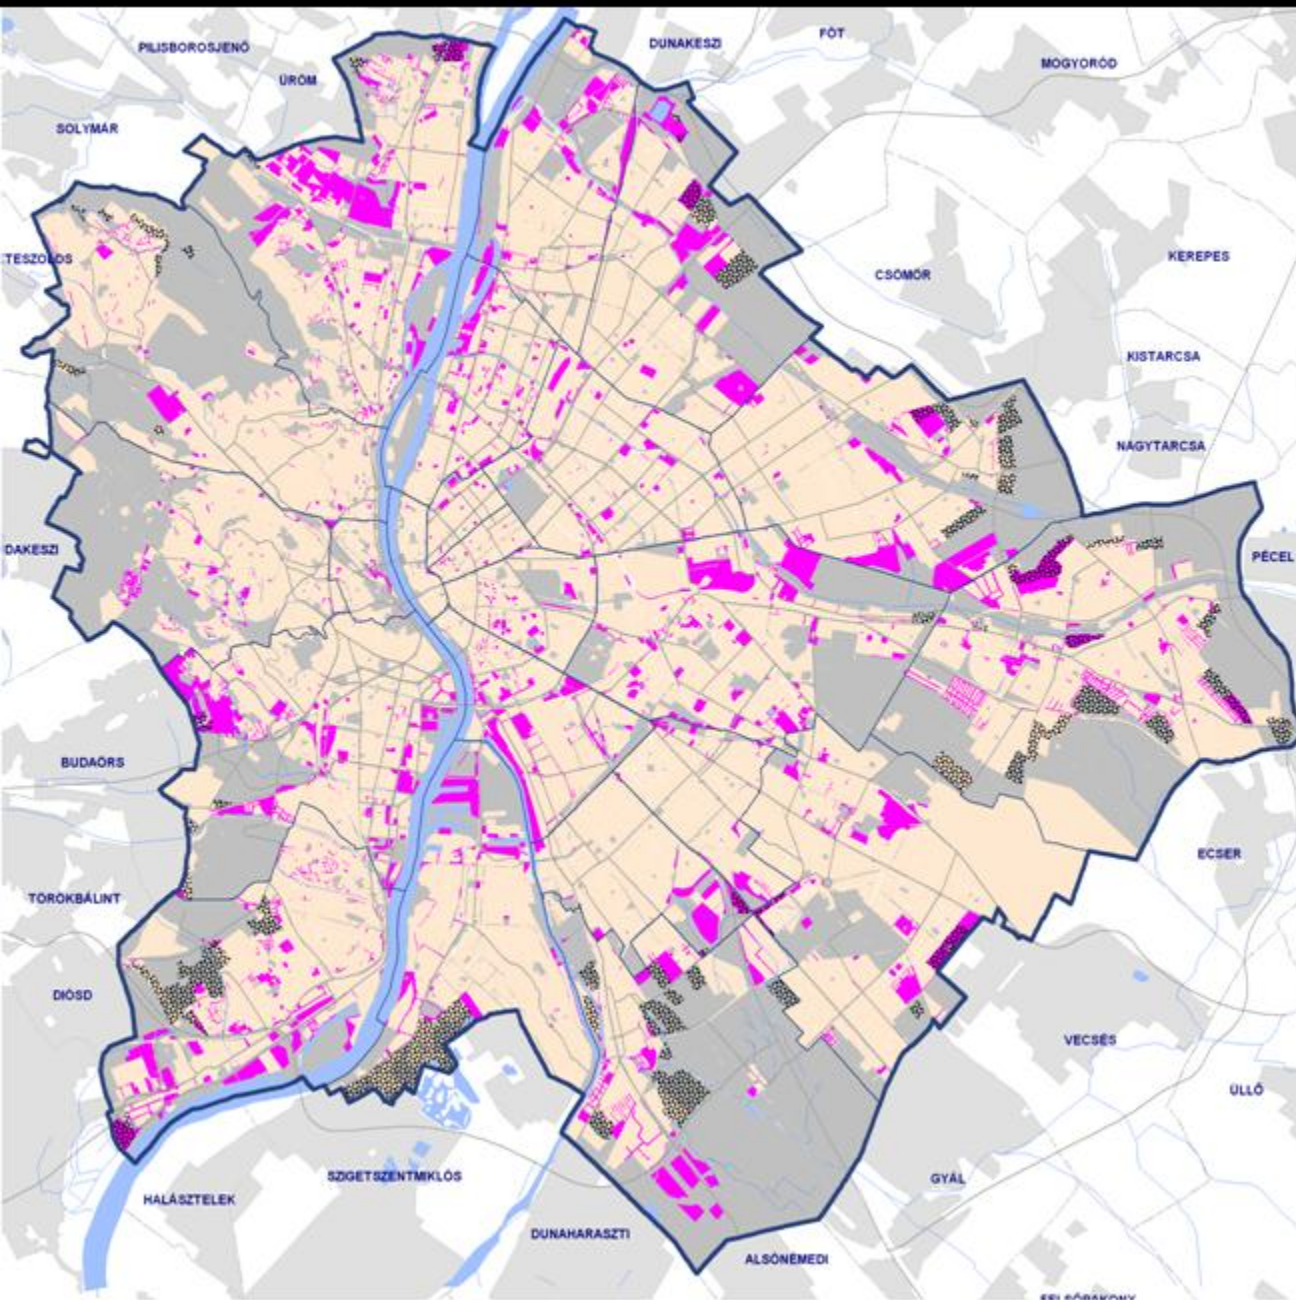 FÓT
DUNAKESZI
PILISBOROSJENŐ
MOGYORÓD
ÜRÖM
SOLYMÁR
KEREPES
CSÖMÖR
KISTARCSA
NAGYTARCSA
DAKESZI
PÉCEL
BUDAÖRS
ECSER
TÖRÖKBÁLINT
DIÓSD
VECSÉS
ÜLLŐ
SZIGETSZENTMIKLÓS
GYÁL
HALÁSZTELEK
DUNAHARASZTI
ALSÓNÉMEDI